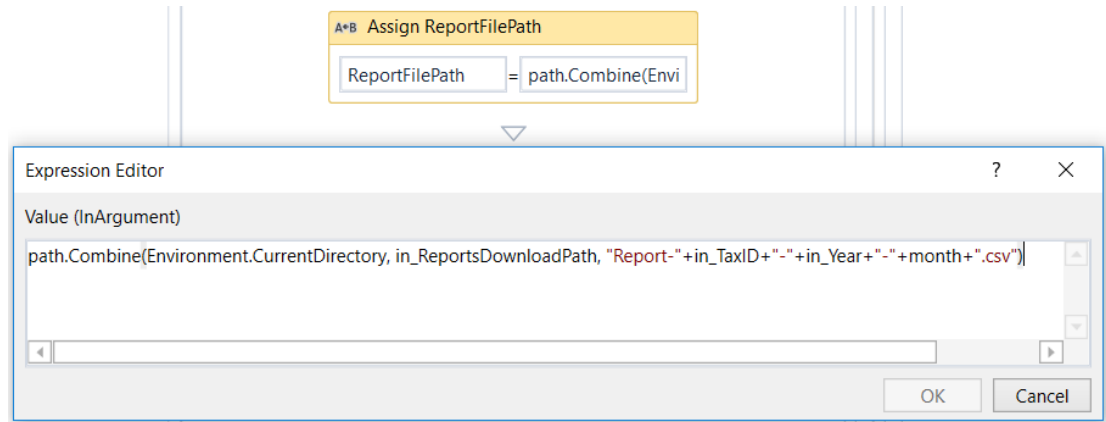 A+B Assign ReportFilePath
ReportFilePath = path.Combine(Envi
Expression Editor ? ×
Value (InArgument)
path.Combine(Environment.CurrentDirectory, in_ReportsDownloadPath, "Report-"+in_TaxID+"-"+in_Year+"-"+month+".csv")
OK Cancel